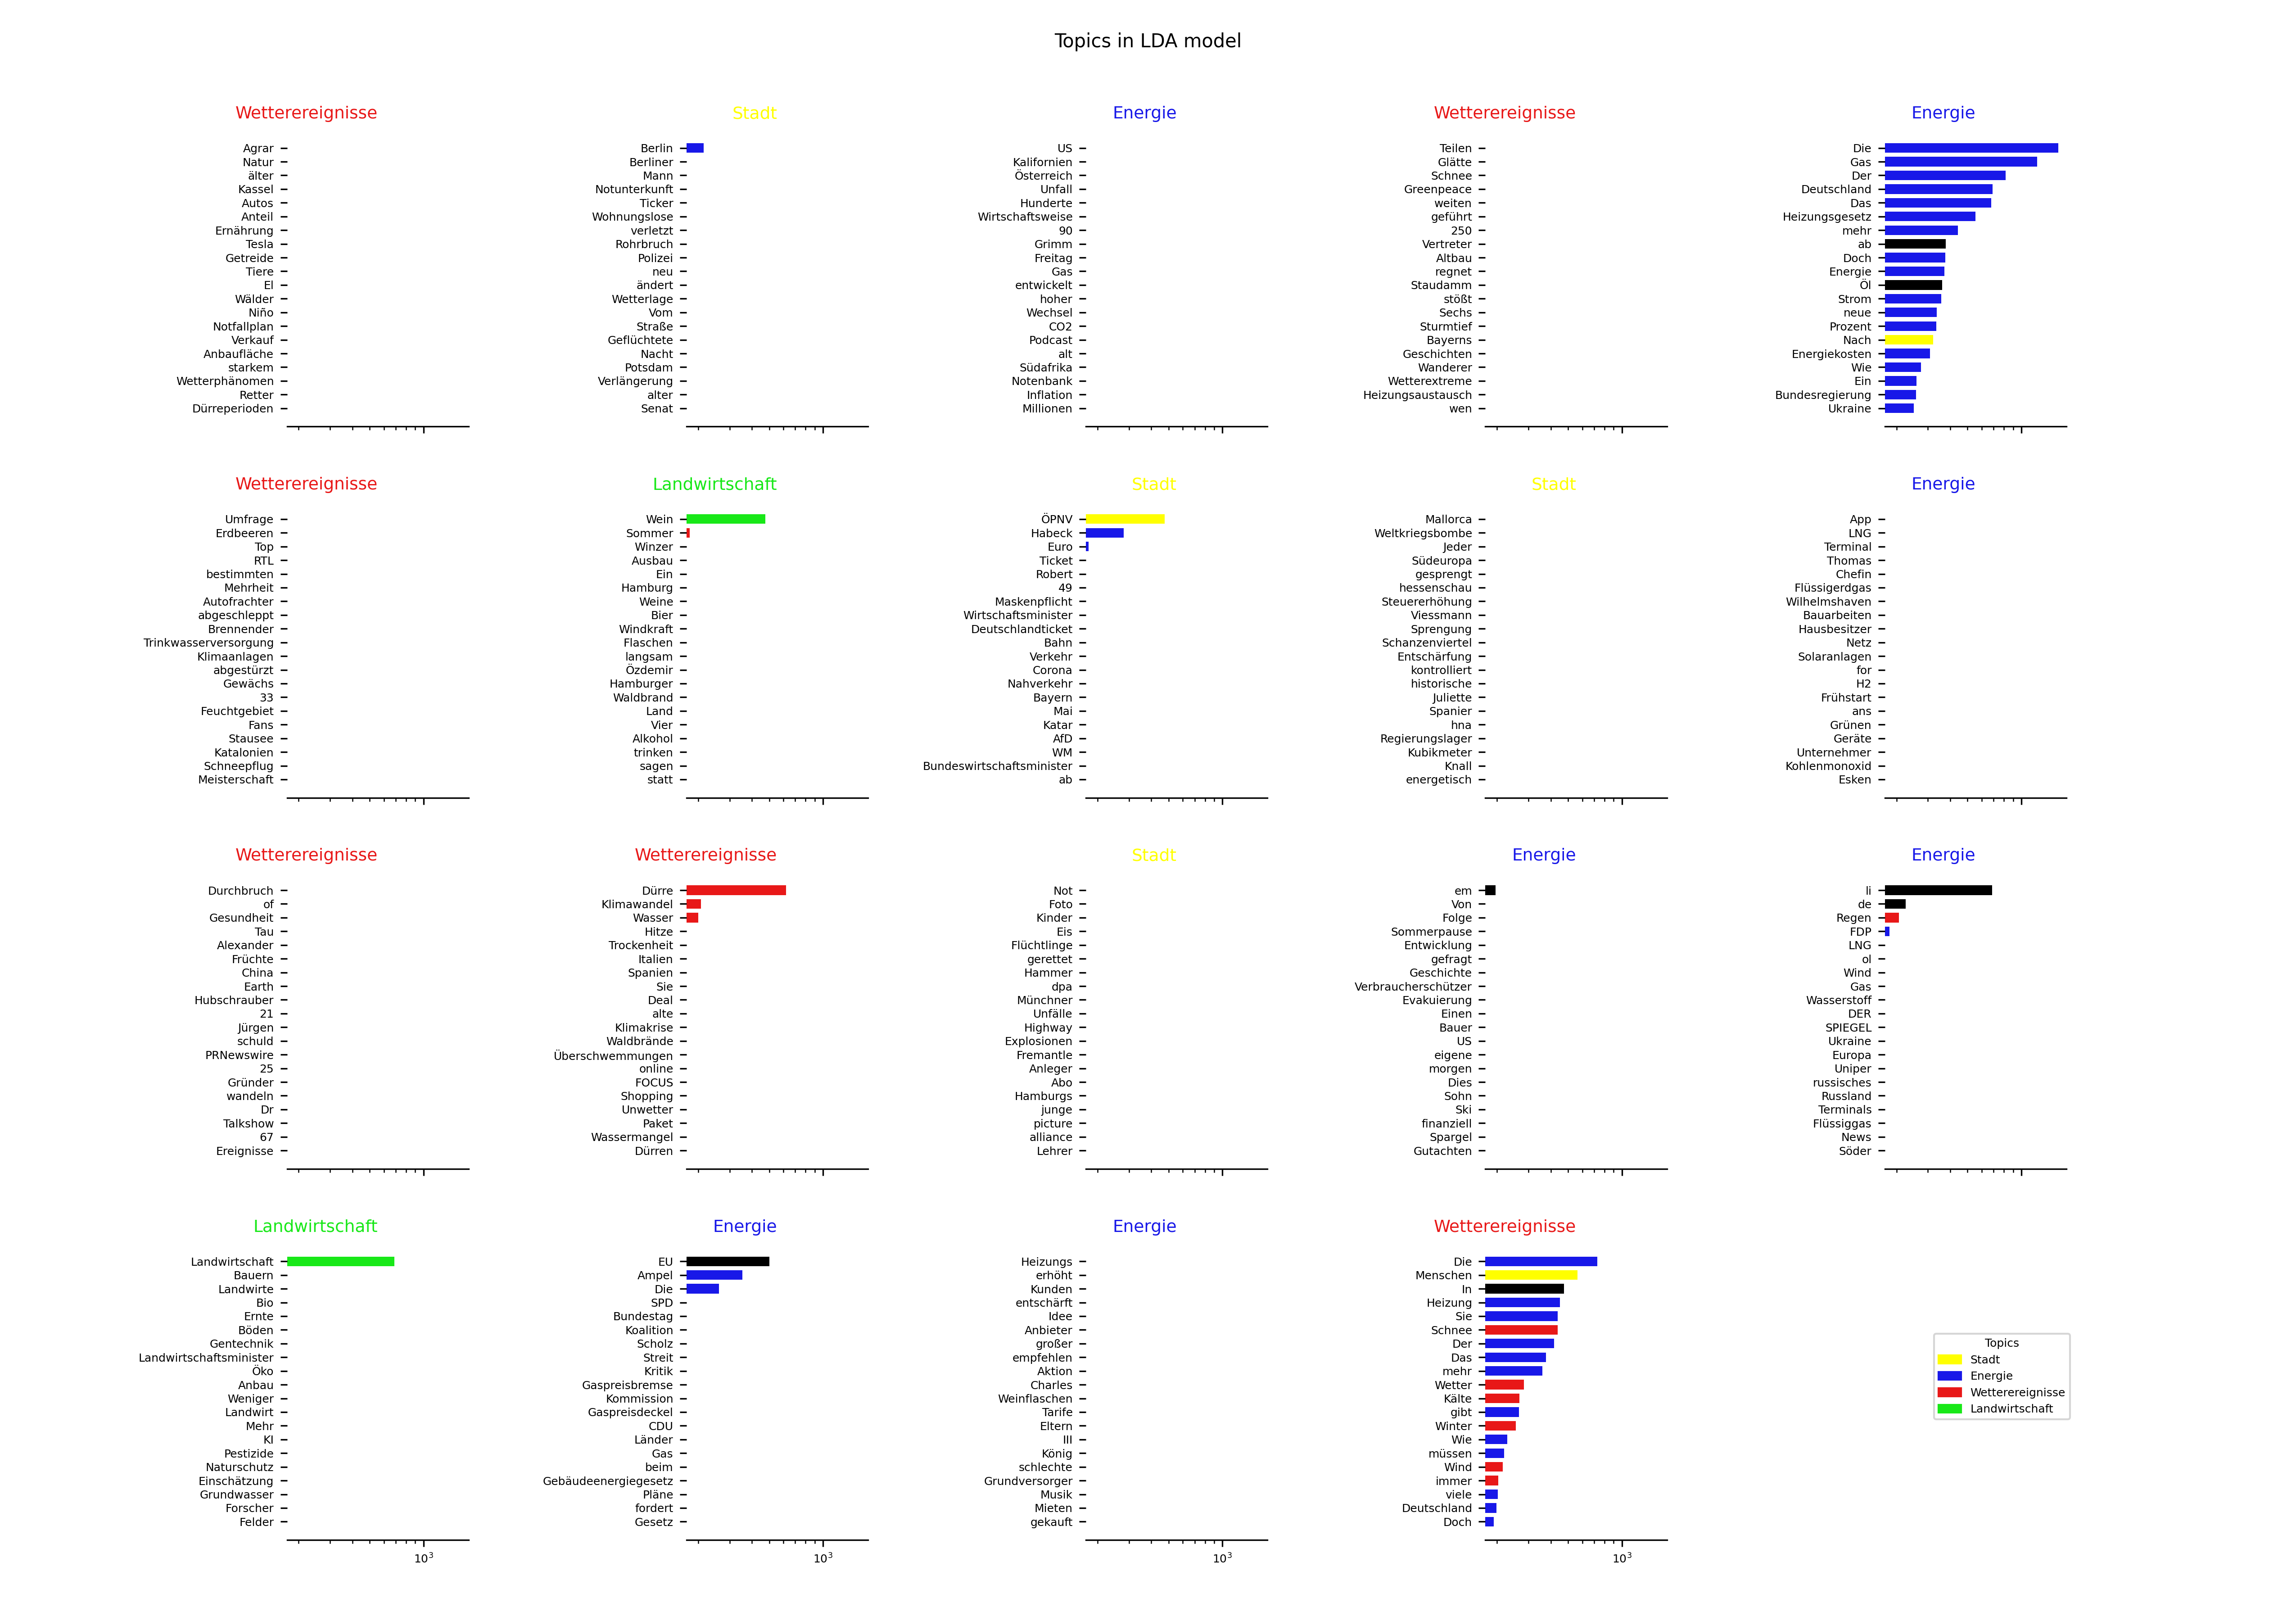 Topics in LDA model
Wetterereignisse
Agrar
Natur
älter
Kassel
Autos
Anteil
Ernährung
Tesla
Getreide
Tiere
El
Wälder
Niño
Notfallplan
Verkauf
Anbaufläche
starkem
Wetterphänomen
Retter
Dürreperioden
Stadt
Berlin
Berliner
Mann
Notunterkunft
Ticker
Wohnungslose
verletzt
Rohrbruch
Polizei
neu
ändert
Wetterlage
Vom
Straße
Geflüchtete
Nacht
Potsdam
Verlängerung
alter
Senat
Energie
US
Kalifornien
Österreich
Unfall
Hunderte
Wirtschaftsweise
90
Grimm
Freitag
Gas
entwickelt
hoher
Wechsel
CO2
Podcast
alt
Südafrika
Notenbank
Inflation
Millionen
Wetterereignisse
Teilen
Glätte
Schnee
Greenpeace
weiten
geführt
250
Vertreter
Altbau
regnet
Staudamm
stößt
Sechs
Sturmtief
Bayerns
Geschichten
Wanderer
Wetterextreme
Heizungsaustausch
wen
Energie
Die
Gas
Der
Deutschland
Das
Heizungsgesetz
mehr
ab
Doch
Energie
Öl
Strom
neue
Prozent
Nach
Energiekosten
Wie
Ein
Bundesregierung
Ukraine
Wetterereignisse
Umfrage
Erdbeeren
Top
RTL
bestimmten
Mehrheit
Autofrachter
abgeschleppt
Brennender
Trinkwasserversorgung
Klimaanlagen
abgestürzt
Gewächs
33
Feuchtgebiet
Fans
Stausee
Katalonien
Schneepflug
Meisterschaft
Landwirtschaft
Wein
Sommer
Winzer
Ausbau
Ein
Hamburg
Weine
Bier
Windkraft
Flaschen
langsam
Özdemir
Hamburger
Waldbrand
Land
Vier
Alkohol
trinken
sagen
statt
Stadt
ÖPNV
Habeck
Euro
Ticket
Robert
49
Maskenpflicht
Wirtschaftsminister
Deutschlandticket
Bahn
Verkehr
Corona
Nahverkehr
Bayern
Mai
Katar
AfD
WM
Bundeswirtschaftsminister
ab
Stadt
Mallorca
Weltkriegsbombe
Jeder
Südeuropa
gesprengt
hessenschau
Steuererhöhung
Viessmann
Sprengung
Schanzenviertel
Entschärfung
kontrolliert
historische
Juliette
Spanier
hna
Regierungslager
Kubikmeter
Knall
energetisch
Energie
App
LNG
Terminal
Thomas
Chefin
Flüssigerdgas
Wilhelmshaven
Bauarbeiten
Hausbesitzer
Netz
Solaranlagen
for
H2
Frühstart
ans
Grünen
Geräte
Unternehmer
Kohlenmonoxid
Esken
Wetterereignisse
Durchbruch
of
Gesundheit
Tau
Alexander
Früchte
China
Earth
Hubschrauber
21
Jürgen
schuld
PRNewswire
25
Gründer
wandeln
Dr
Talkshow
67
Ereignisse
Wetterereignisse
Dürre
Klimawandel
Wasser
Hitze
Trockenheit
Italien
Spanien
Sie
Deal
alte
Klimakrise
Waldbrände
Überschwemmungen
online
FOCUS
Shopping
Unwetter
Paket
Wassermangel
Dürren
Stadt
Not
Foto
Kinder
Eis
Flüchtlinge
gerettet
Hammer
dpa
Münchner
Unfälle
Highway
Explosionen
Fremantle
Anleger
Abo
Hamburgs
junge
picture
alliance
Lehrer
Energie
em
Von
Folge
Sommerpause
Entwicklung
gefragt
Geschichte
Verbraucherschützer
Evakuierung
Einen
Bauer
US
eigene
morgen
Dies
Sohn
Ski
finanziell
Spargel
Gutachten
Energie
li
de
Regen
FDP
LNG
ol
Wind
Gas
Wasserstoff
DER
SPIEGEL
Ukraine
Europa
Uniper
russisches
Russland
Terminals
Flüssiggas
News
Söder
Landwirtschaft
Landwirtschaft
Bauern
Landwirte
Bio
Ernte
Böden
Gentechnik
Landwirtschaftsminister
Öko
Anbau
Weniger
Landwirt
Mehr
KI
Pestizide
Naturschutz
Einschätzung
Grundwasser
Forscher
Felder
10³
Energie
EU
Ampel
Die
SPD
Bundestag
Koalition
Scholz
Streit
Kritik
Gaspreisbremse
Kommission
Gaspreisdeckel
CDU
Länder
Gas
beim
Gebäudeenergiegesetz
Pläne
fordert
Gesetz
10³
Energie
Heizungs
erhöht
Kunden
entschärft
Idee
Anbieter
großer
empfehlen
Aktion
Charles
Weinflaschen
Tarife
Eltern
III
König
schlechte
Grundversorger
Musik
Mieten
gekauft
10³
Wetterereignisse
Die
Menschen
In
Heizung
Sie
Schnee
Der
Das
mehr
Wetter
Kälte
gibt
Winter
Wie
müssen
Wind
immer
viele
Deutschland
Doch
10³
Topics
Stadt
Energie
Wetterereignisse
Landwirtschaft